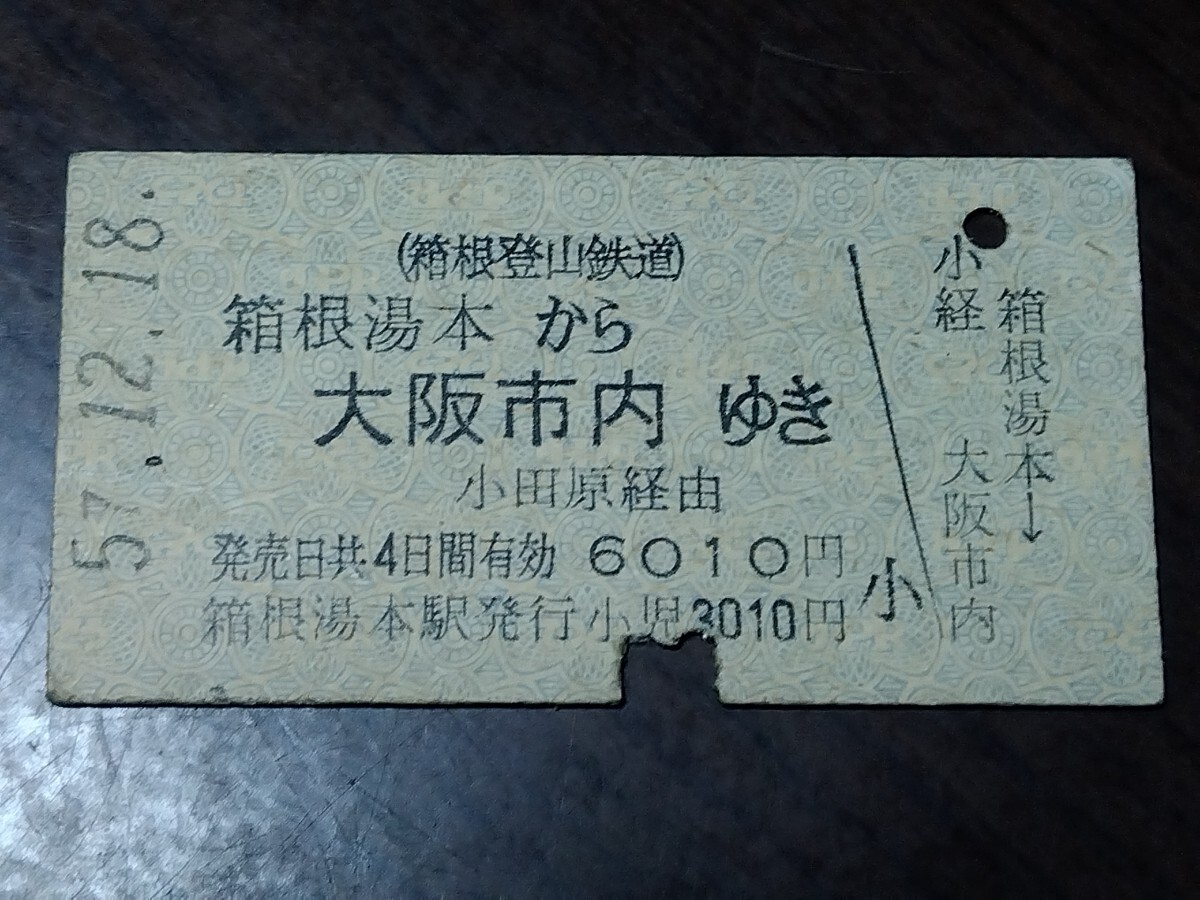 57.12.18.
(箱根登山鉄道)
箱根湯本 から
大阪市内 ゆき
小田原経由
発売日共4日間有効 6010円
箱根湯本駅発行 小児3010円
小
箱根湯本→
大阪市内
小経